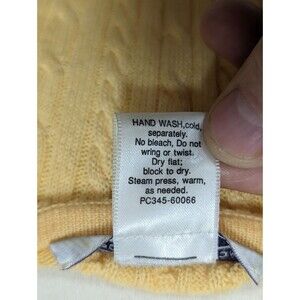 HAND WASH,cold,
separately.
No bleach, Do not
wring or twist.
Dry flat;
block to dry.
Steam press, warm,
as needed.
PC345-60066